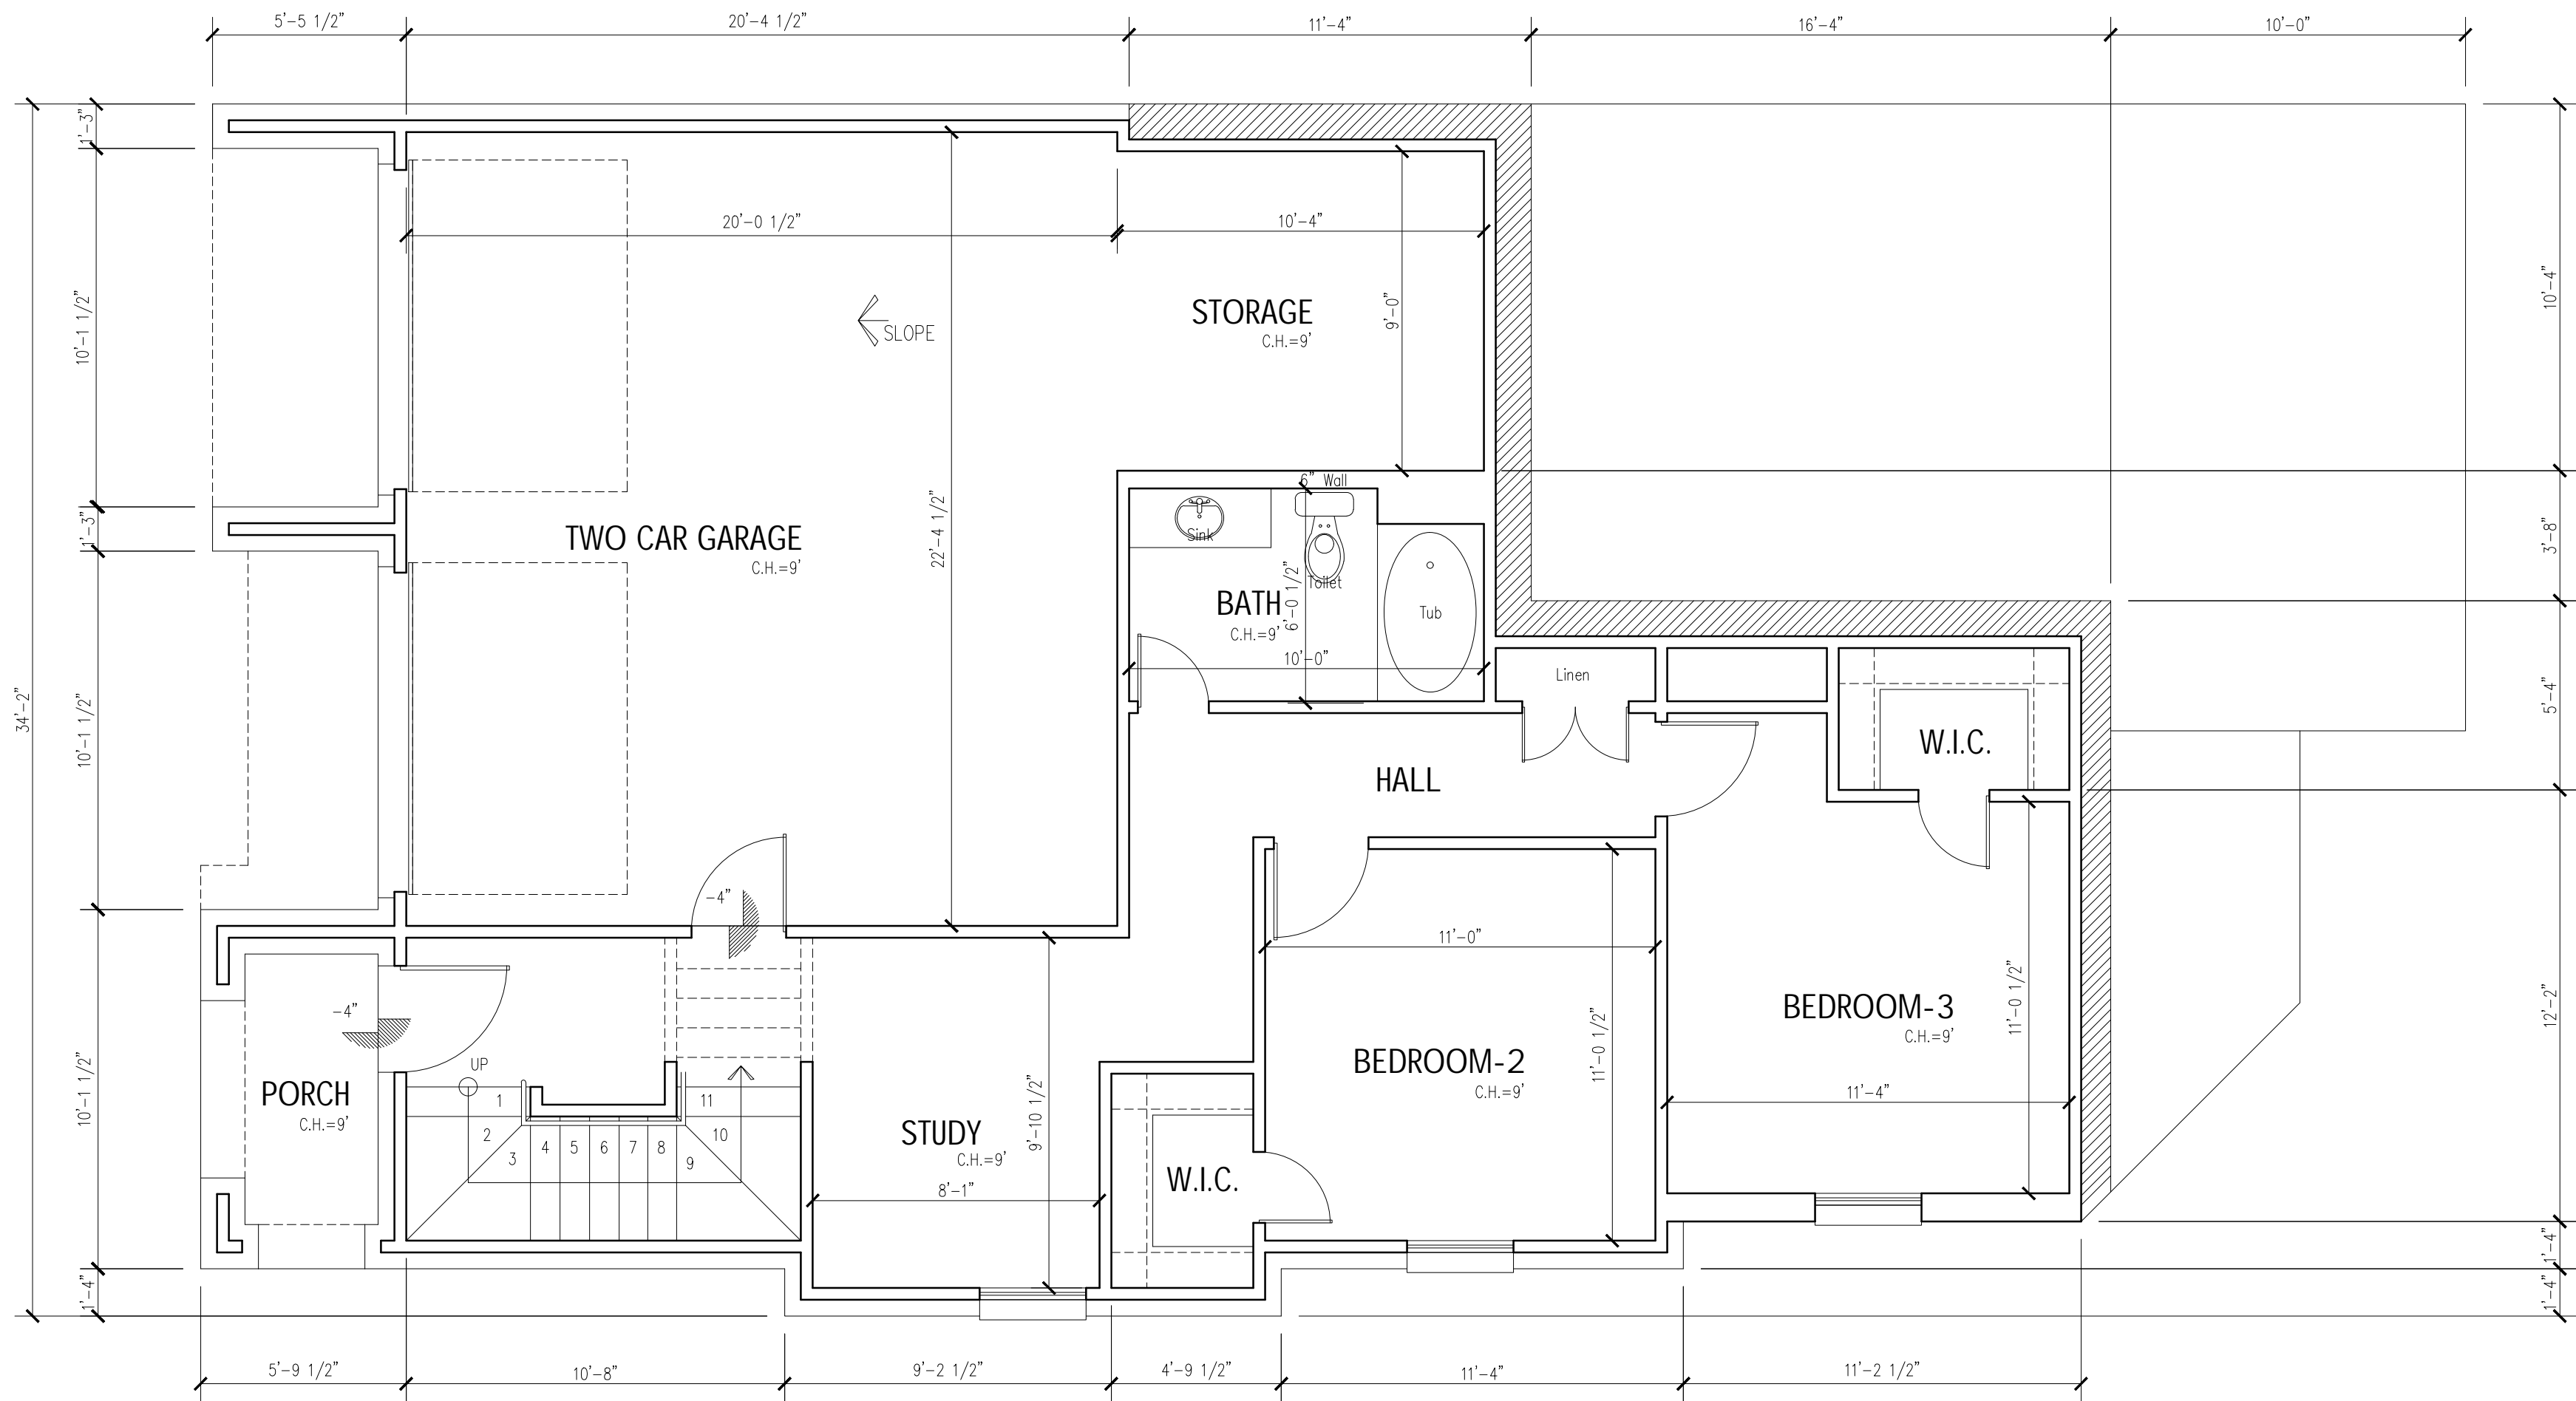 5'-5 1/2"
20'-4 1/2"
11'-4"
16'-4"
10'-0"
1'-3"
10'-1 1/2"
1'-3"
10'-1 1/2"
10'-1 1/2"
1'-4"
34'-2"
20'-0 1/2"
10'-4"
9'-0"
STORAGE
C.H.=9'
SLOPE
22'-4 1/2"
TWO CAR GARAGE
C.H.=9'
6" Wall
Sink
Toilet
BATH
C.H.=9'
6'-0 1/2"
10'-0"
Tub
Linen
W.I.C.
HALL
-4"
11'-0"
BEDROOM-2
C.H.=9'
11'-0 1/2"
BEDROOM-3
C.H.=9'
11'-0 1/2"
11'-4"
-4"
PORCH
C.H.=9'
UP
1
2
3
4
5
6
7
8
9
10
11
STUDY
C.H.=9'
9'-10 1/2"
8'-1"
W.I.C.
10'-4"
3'-8"
5'-4"
12'-2"
1'-4"
1'-4"
5'-9 1/2"
10'-8"
9'-2 1/2"
4'-9 1/2"
11'-4"
11'-2 1/2"